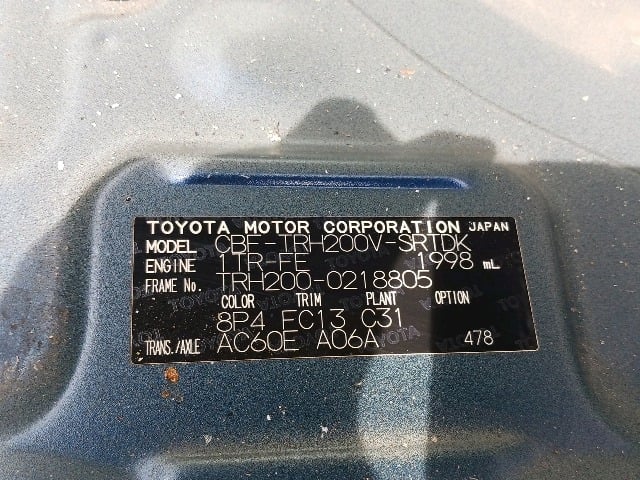 TOYOTA MOTOR CORPORATION JAPAN
MODEL CBF-TRH200V-SRTDK
ENGINE 1TR-FE 1998 mL
FRAME No. TRH200-0218805
COLOR TRIM PLANT OPTION
8P4 FC13 C31
TRANS./AXLE AC60E A06A 478